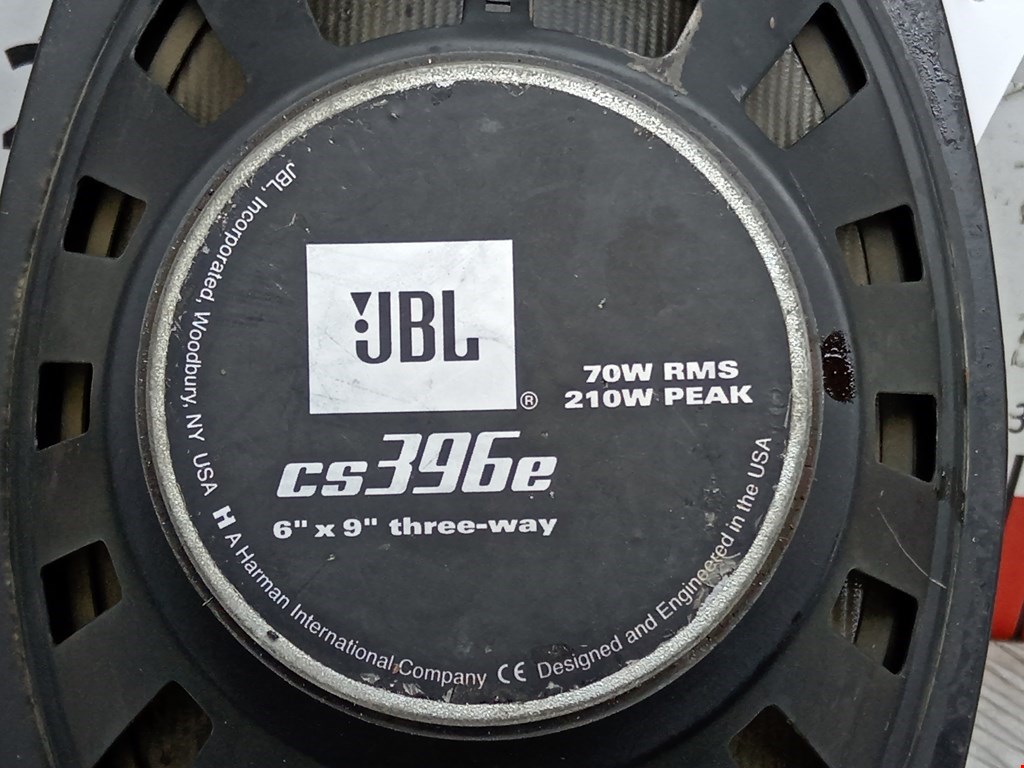 JBL
®
70W RMS
210W PEAK
cs396e
6" x 9" three-way
JBL, Incorporated, Woodbury, NY USA H A Harman International Company CE Designed and Engineered in the USA